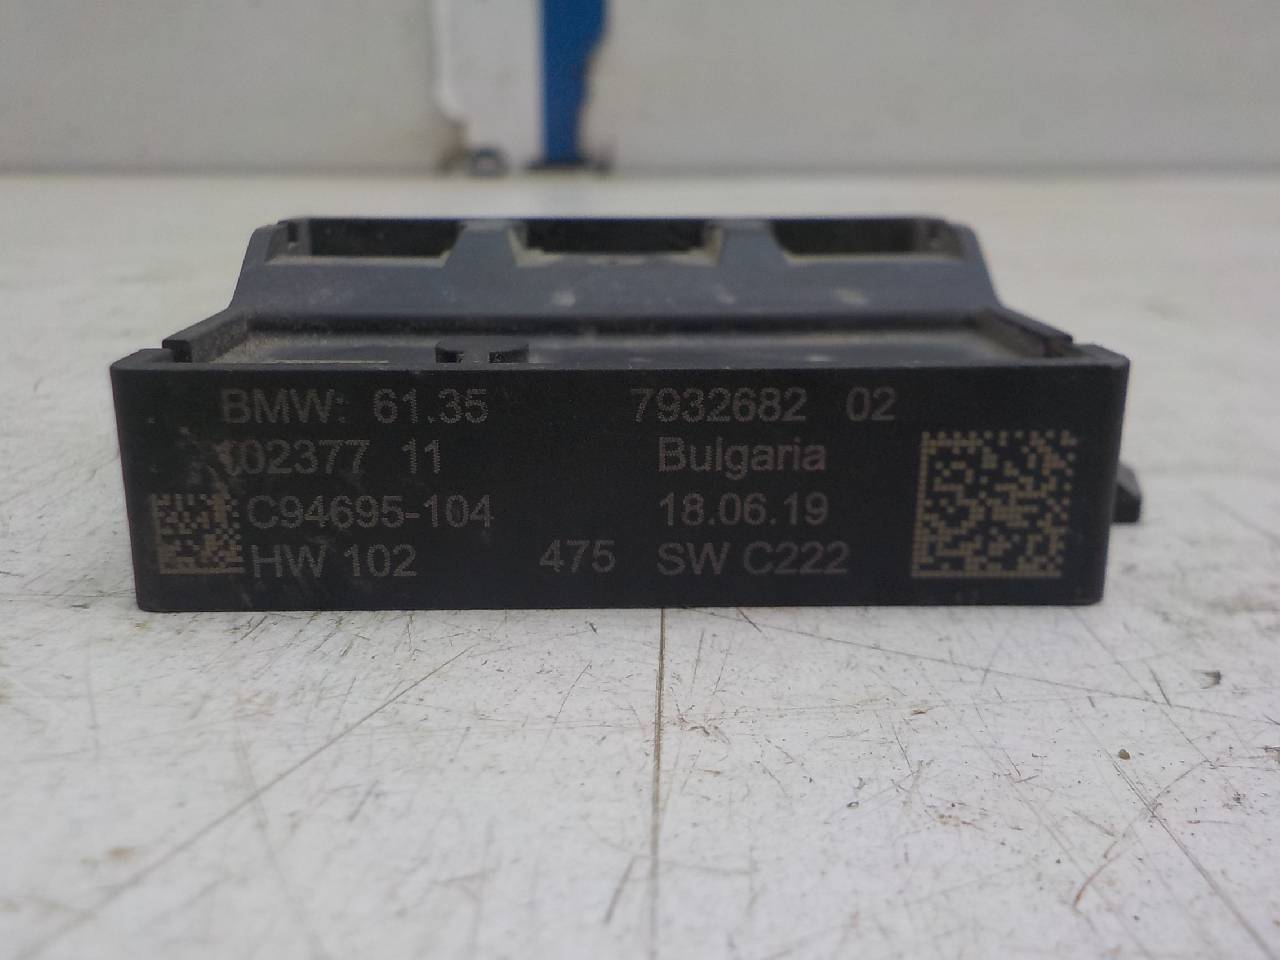 BMW: 61.35 7932682 02
102377 11 Bulgaria
C94695-104 18.06.19
HW 102 475 SW C222